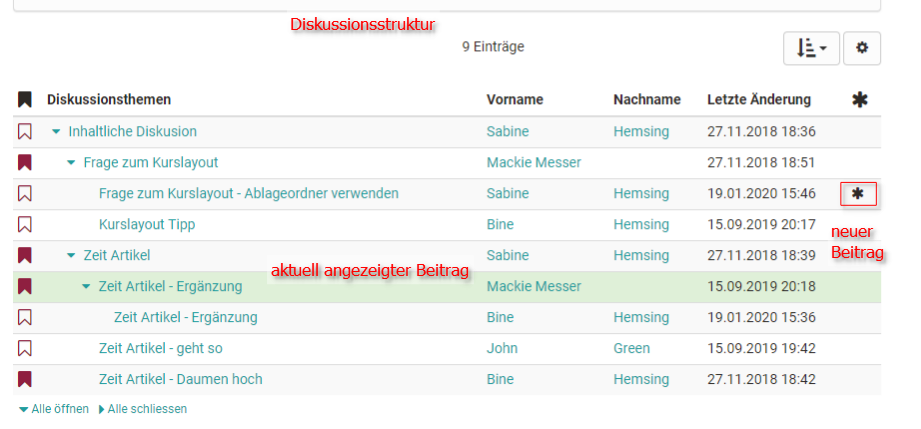 Diskussionsstruktur
9 Einträge
Diskussionsthemen Vorname Nachname Letzte Änderung
Inhaltliche Diskusion Sabine Hemsing 27.11.2018 18:36
Frage zum Kurslayout Mackie Messer 27.11.2018 18:51
Frage zum Kurslayout - Ablageordner verwenden Sabine Hemsing 19.01.2020 15:46
Kurslayout Tipp Bine Hemsing 15.09.2019 20:17
neuer
Beitrag
Zeit Artikel Sabine Hemsing 27.11.2018 18:39
aktuell angezeigter Beitrag
Zeit Artikel - Ergänzung Mackie Messer 15.09.2019 20:18
Zeit Artikel - Ergänzung Bine Hemsing 19.01.2020 15:36
Zeit Artikel - geht so John Green 15.09.2019 19:42
Zeit Artikel - Daumen hoch Bine Hemsing 27.11.2018 18:42
Alle öffnen Alle schliessen